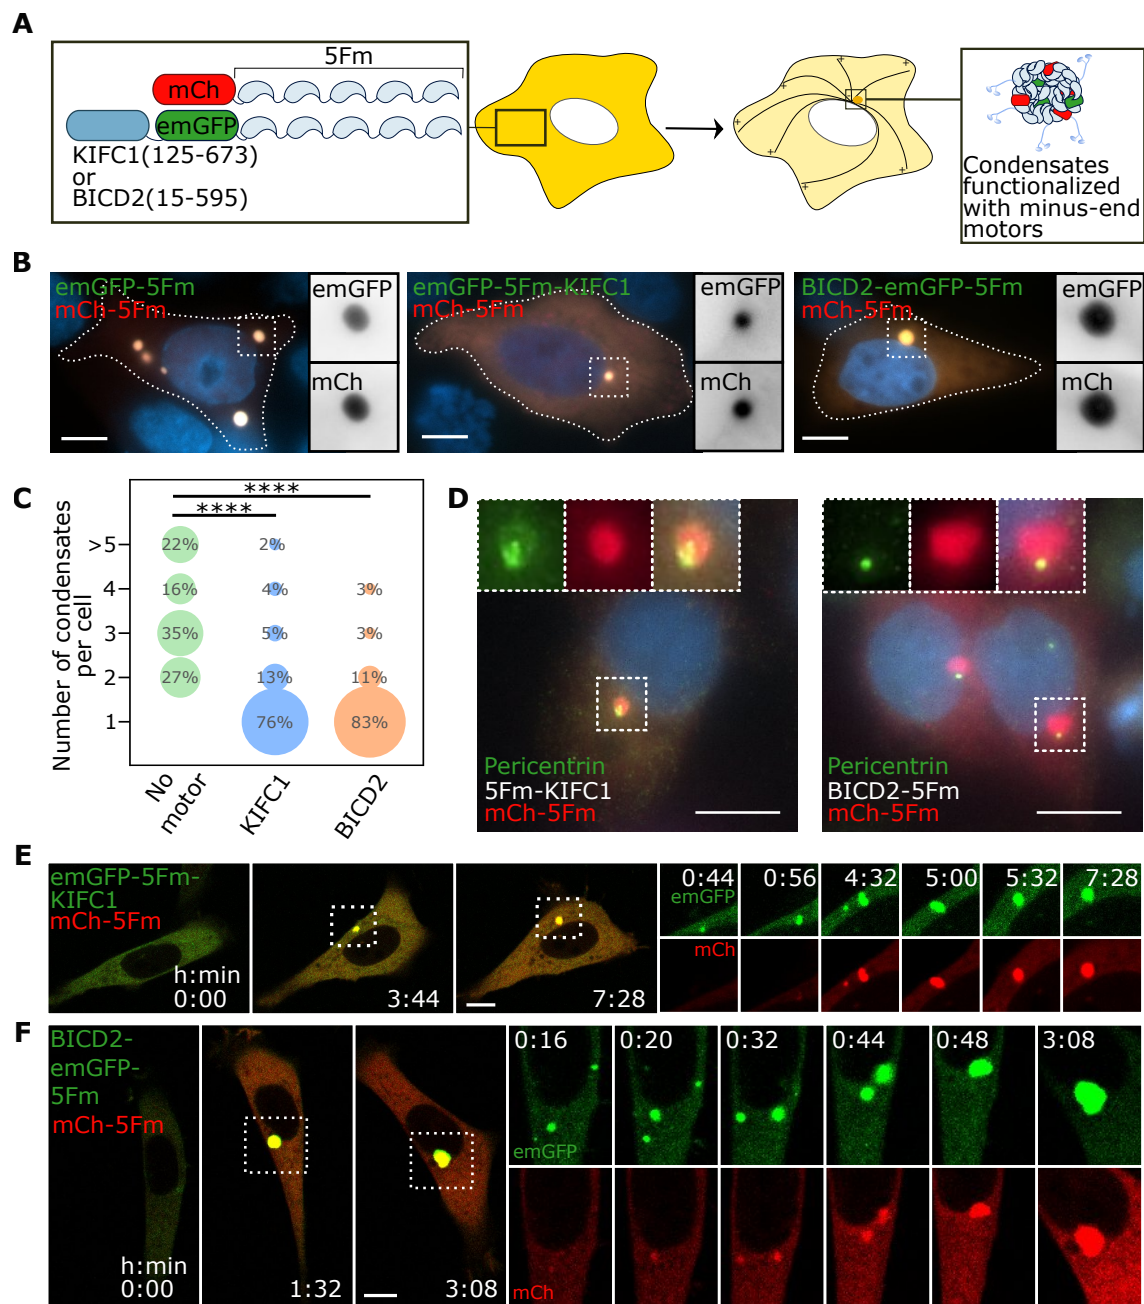 A
5Fm
mCh
emGFP
KIFC1(125-673)
or
BICD2(15-595)
+
+
+
+
+
+
Condensates
functionalized
with minus-end
motors
B
emGFP-5Fm
mCh-5Fm
emGFP
mCh
emGFP-5Fm-KIFC1
mCh-5Fm
emGFP
mCh
BICD2-emGFP-5Fm
mCh-5Fm
emGFP
mCh
C
Number of condensates
per cell
****
****
>5
22%
2%
4
16%
4%
3%
3
35%
5%
3%
2
27%
13%
11%
1
76%
83%
No
motor
KIFC1
BICD2
D
Pericentrin
5Fm-KIFC1
mCh-5Fm
Pericentrin
BICD2-5Fm
mCh-5Fm
E
emGFP-5Fm-
KIFC1
mCh-5Fm
h:min
0:00
3:44
7:28
0:44
0:56
4:32
5:00
5:32
7:28
emGFP
mCh
F
BICD2-
emGFP-
5Fm
mCh-5Fm
h:min
0:00
1:32
3:08
0:16
0:20
0:32
0:44
0:48
3:08
emGFP
mCh